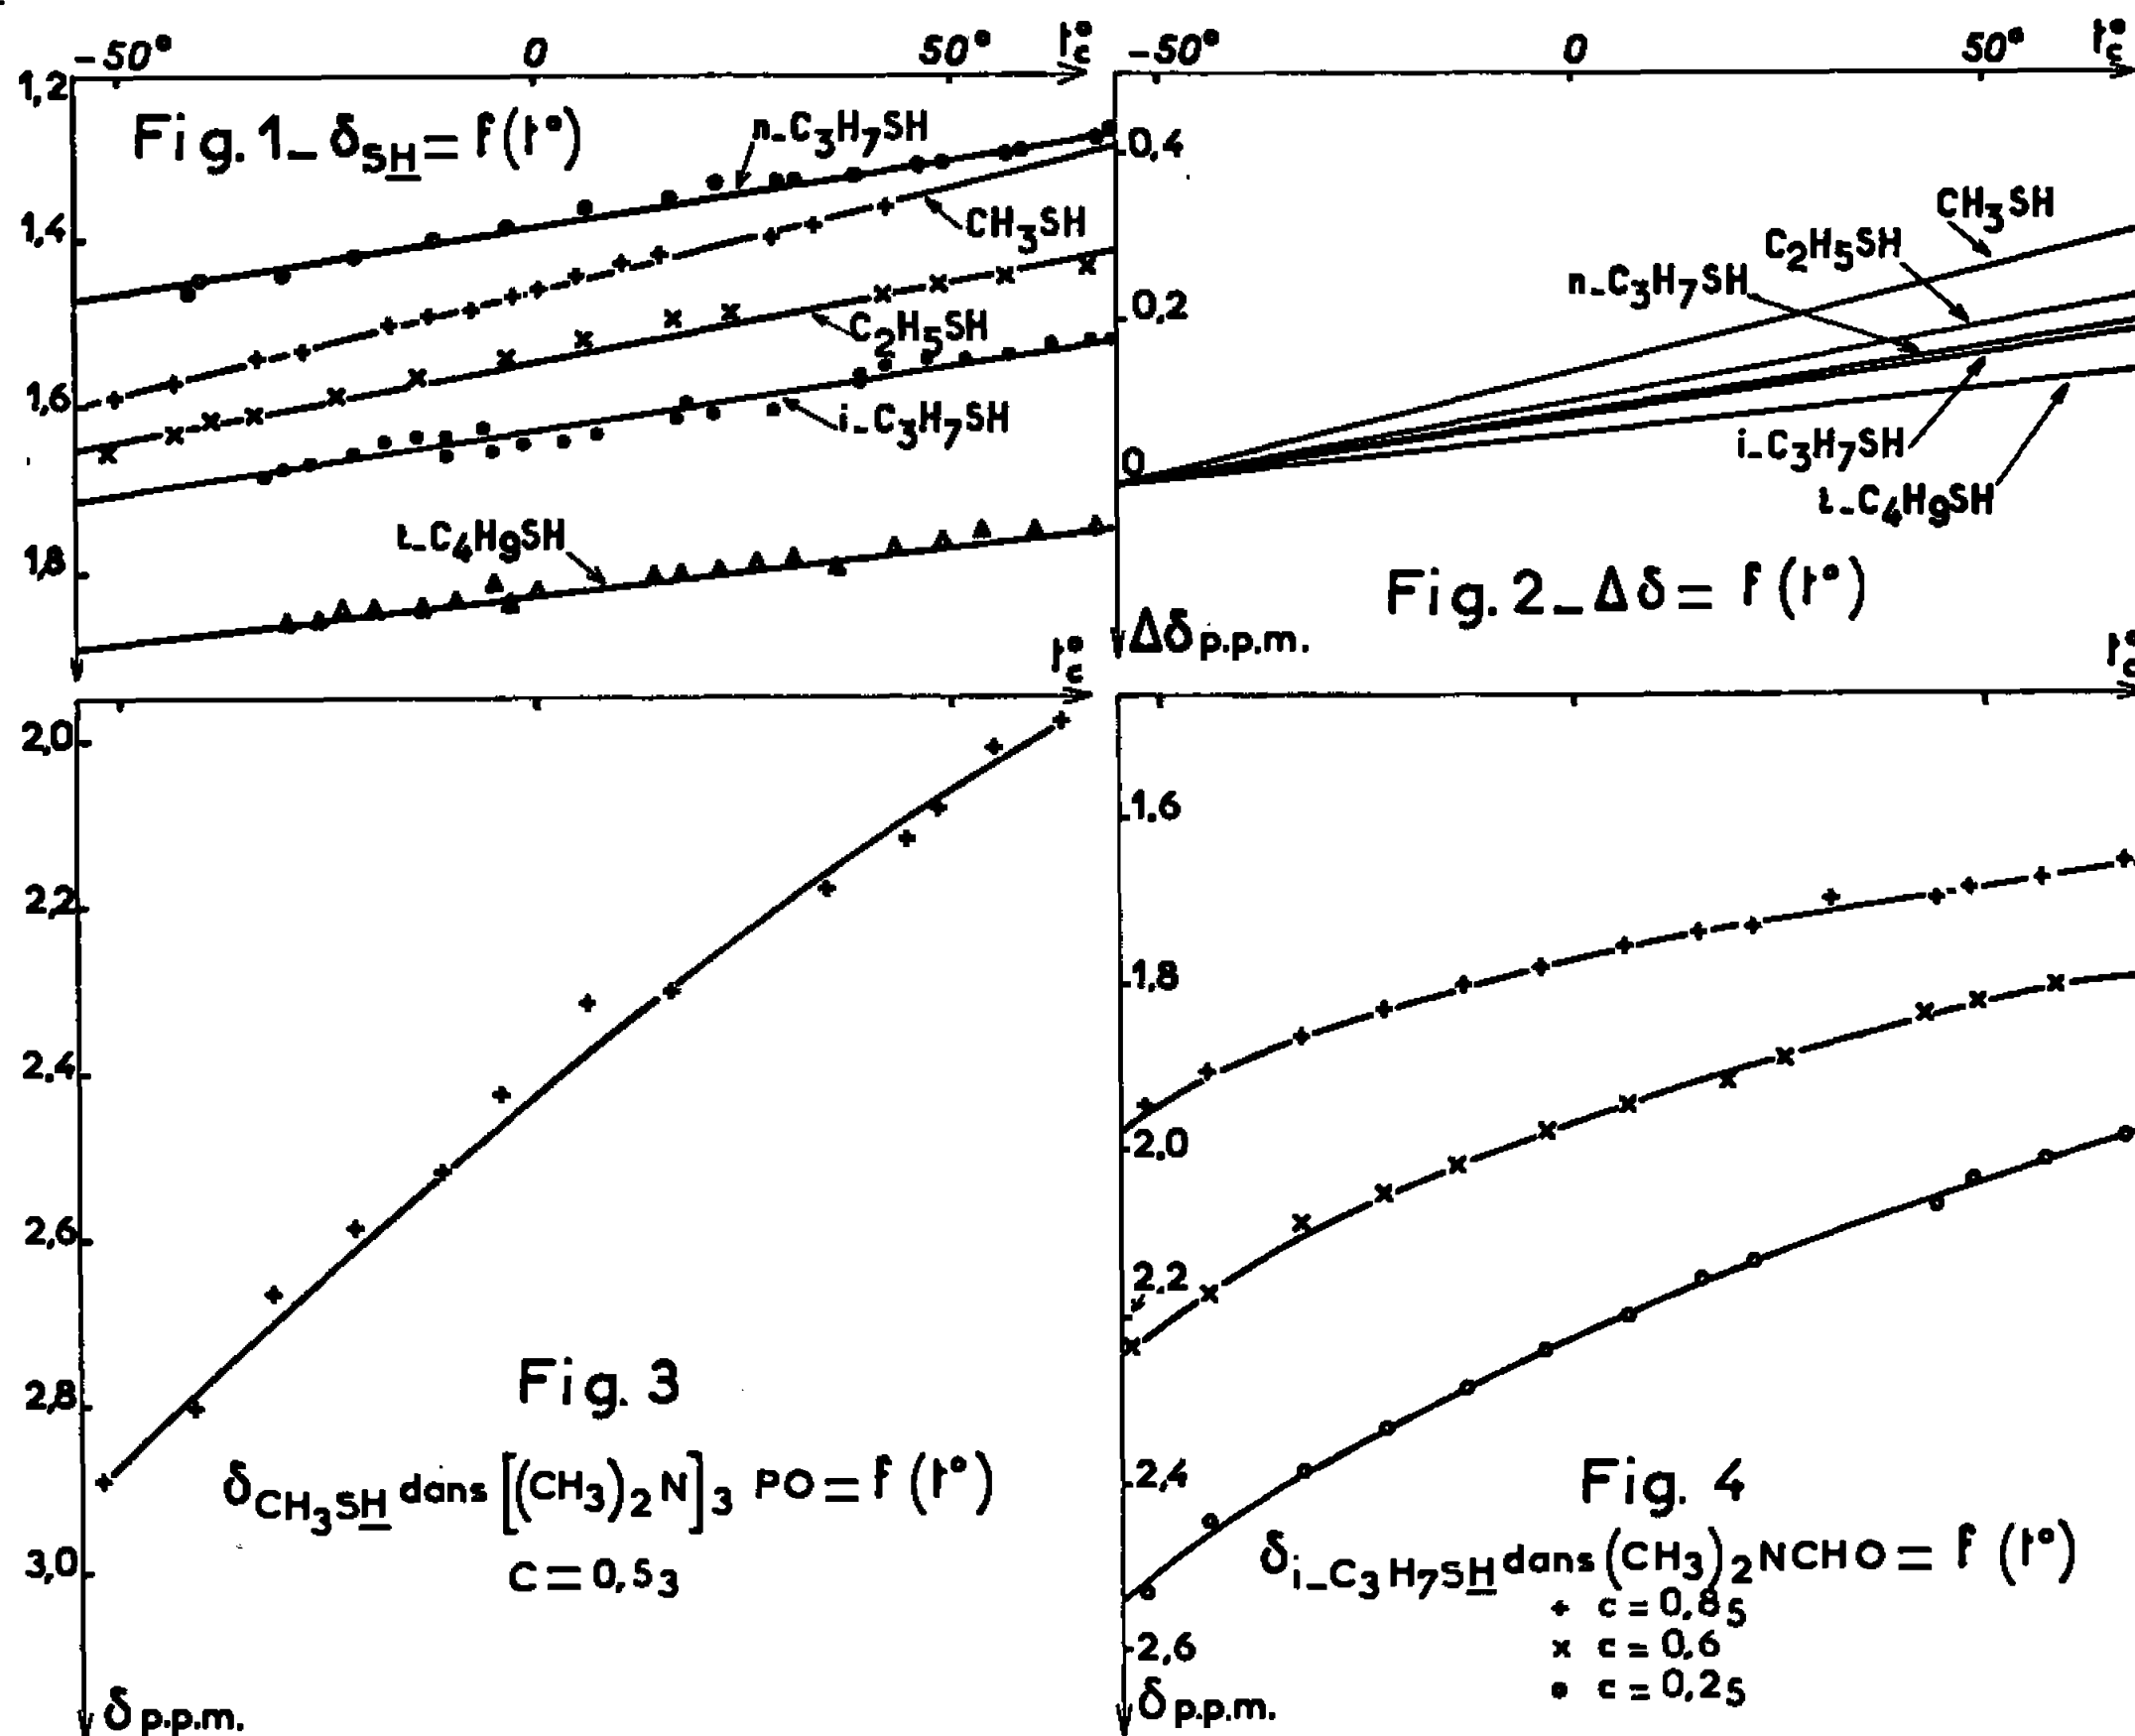 -50° 0 50° t°c
1,2
1,4
1,6
1,8
Fig. 1_ δSH = f(t°)
n_C3H7SH
CH3SH
C2H5SH
i_C3H7SH
t_C4H9SH
-50° 0 50° t°c
0,4
0,2
0
CH3SH
C2H5SH
n_C3H7SH
i_C3H7SH
t_C4H9SH
Fig. 2_ Δδ = f (t°)
Δδ p.p.m.
t°c
2,0
2,2
2.4
2,6
2,8
3,0
Fig. 3
δCH3SH dans [(CH3)2N]3 PO = f (t°)
C = 0,53
δ p.p.m.
t°c
1.6
1,8
2.0
2.2
2,4
2,6
Fig. 4
δi_C3H7SH dans (CH3)2NCHO = f (t°)
+ c = 0,85
x c = 0,6
o c = 0,25
δ p.p.m.